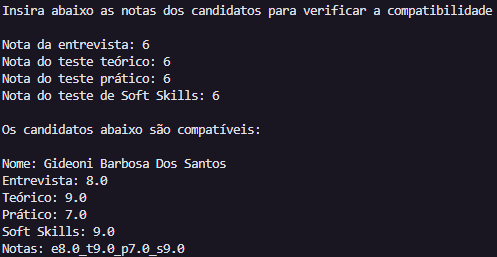 Insira abaixo as notas dos candidatos para verificar a compatibilidade
Nota da entrevista: 6
Nota do teste teórico: 6
Nota do teste prático: 6
Nota do teste de Soft Skills: 6
Os candidatos abaixo são compatíveis:
Nome: Gideoni Barbosa Dos Santos
Entrevista: 8.0
Teórico: 9.0
Prático: 7.0
Soft Skills: 9.0
Notas: e8.0_t9.0_p7.0_s9.0